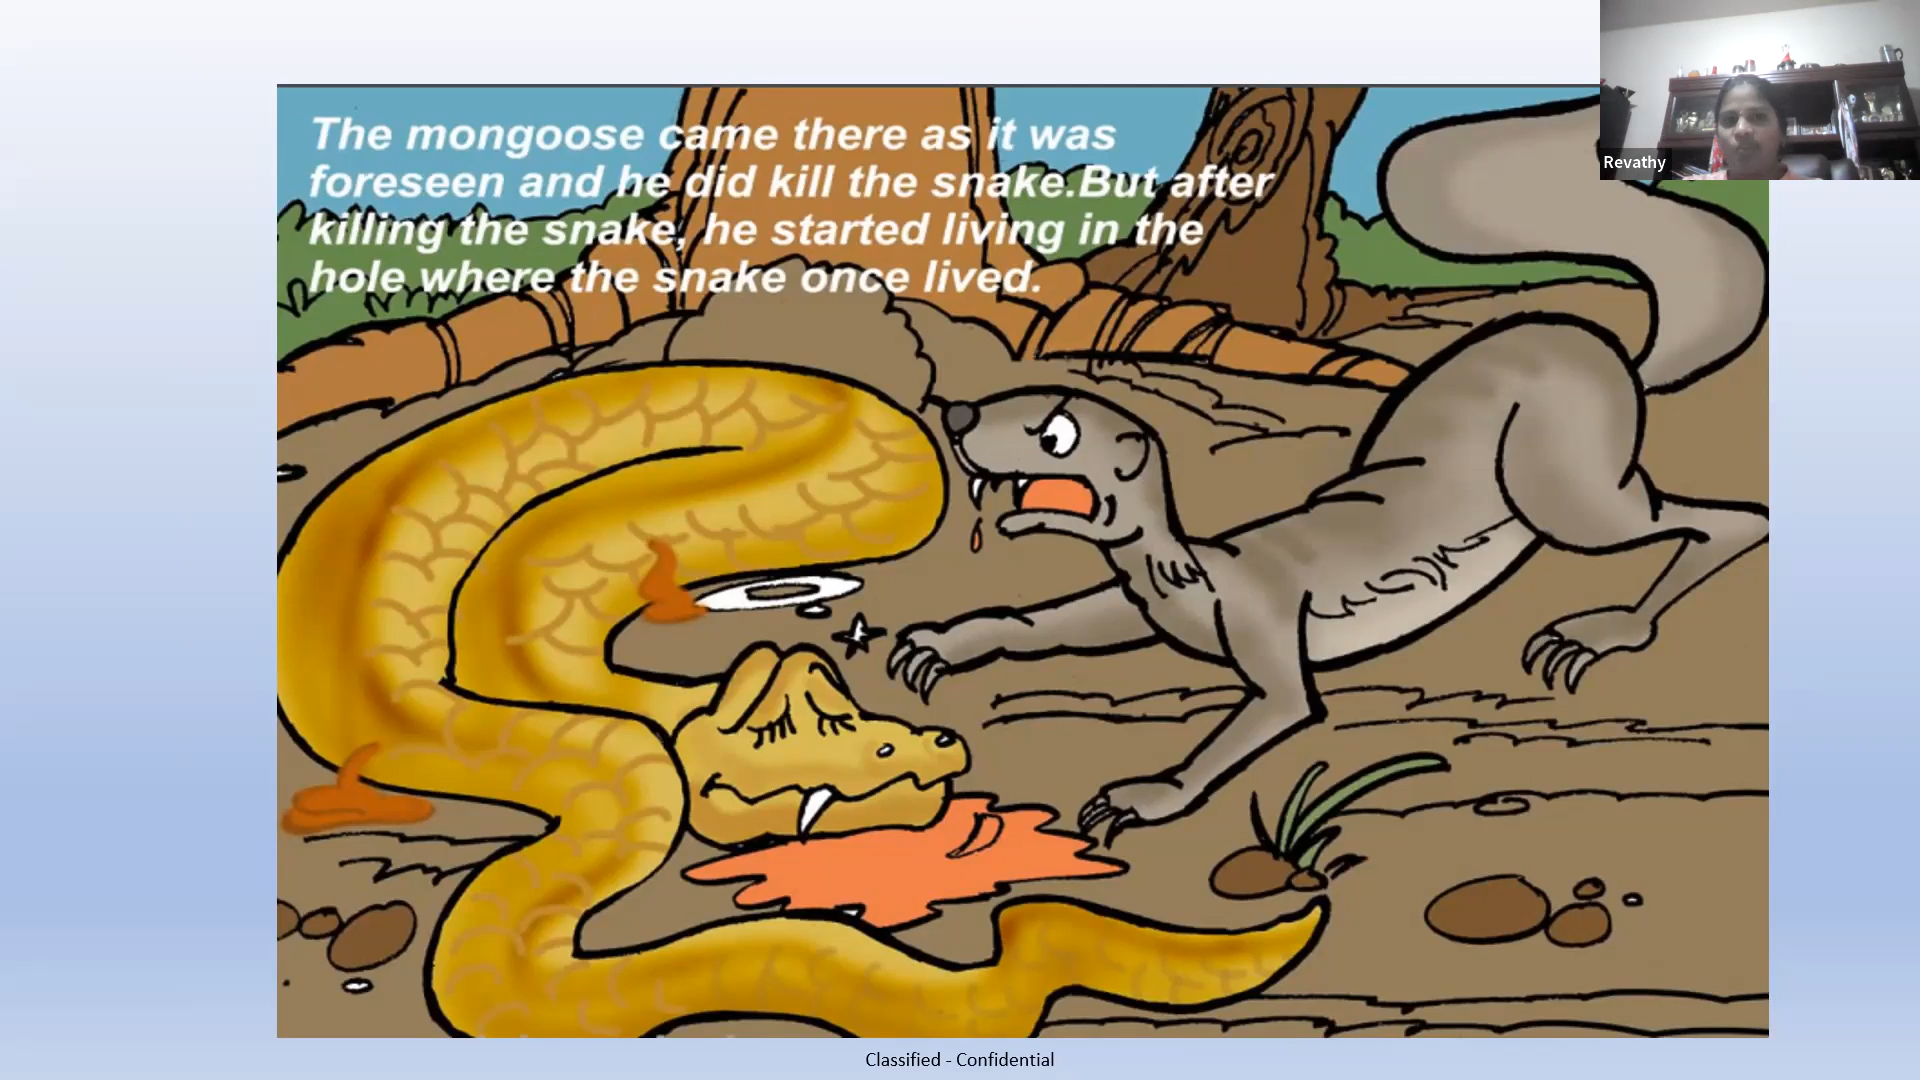 The mongoose came there as it was
foreseen and he did kill the snake.But after
killing the snake, he started living in the
hole where the snake once lived.
Revathy
Classified - Confidential